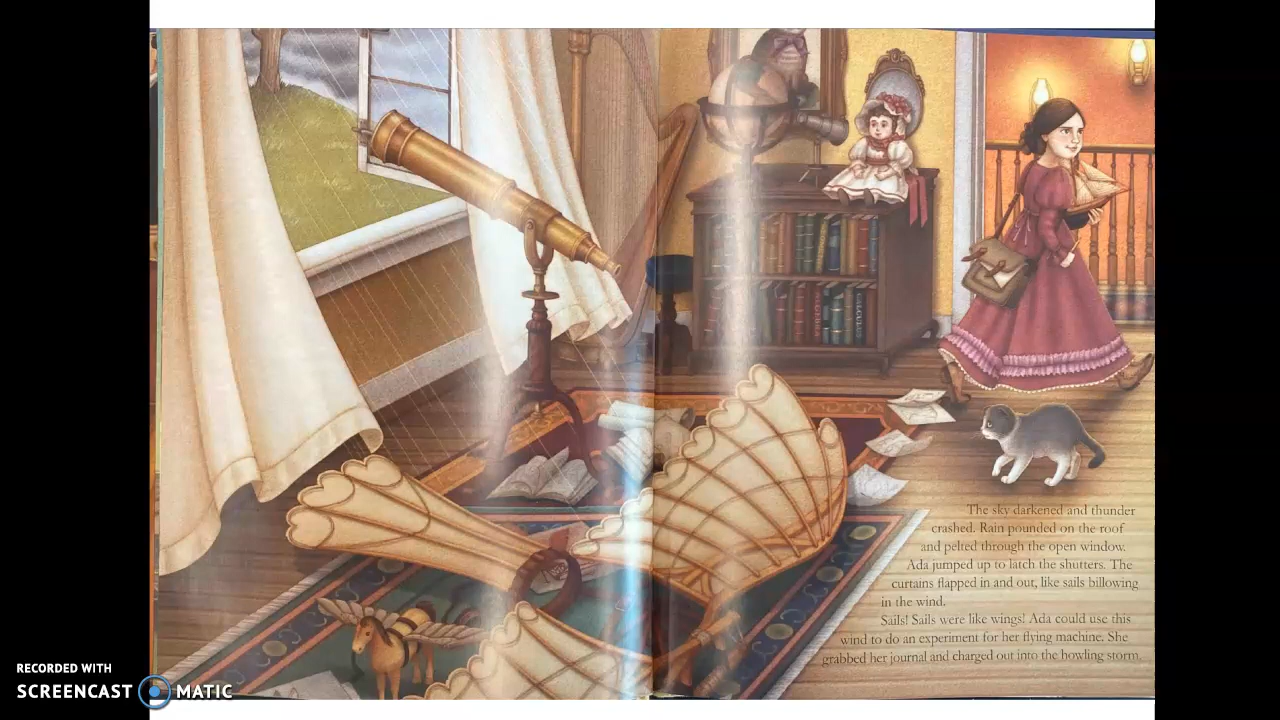 ALGEBRA
CALCULUS
The sky darkened and thunder
crashed. Rain pounded on the roof
and pelted through the open window.
Ada jumped up to latch the shutters. The
curtains flapped in and out, like sails billowing
in the wind.
Sails! Sails were like wings! Ada could use this
wind to do an experiment for her flying machine. She
grabbed her journal and charged out into the howling storm.
RECORDED WITH
SCREENCAST MATIC